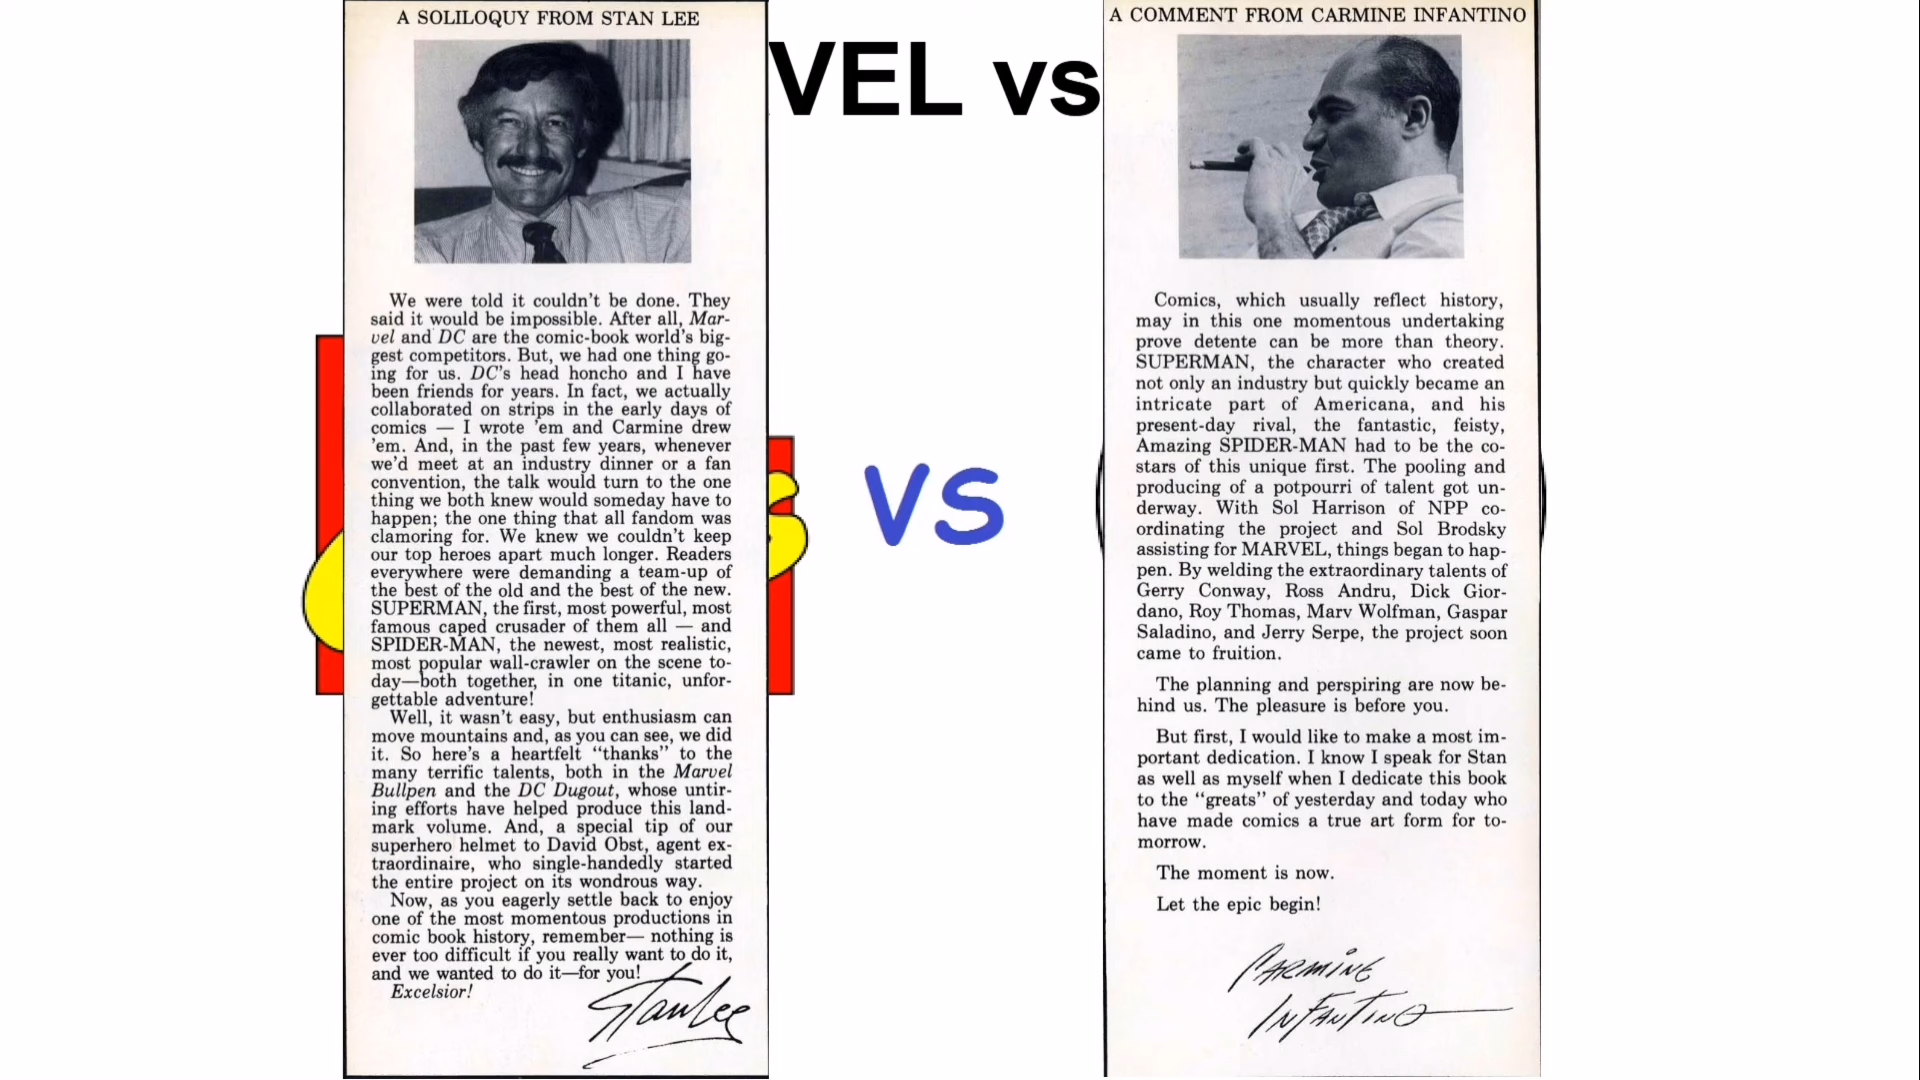 A SOLILOQUY FROM STAN LEE
We were told it couldn't be done. They
said it would be impossible. After all, Mar-
vel and DC are the comic-book world's big-
gest competitors. But, we had one thing go-
ing for us. DC's head honcho and I have
been friends for years. In fact, we actually
collaborated on strips in the early days of
comics — I wrote 'em and Carmine drew
'em. And, in the past few years, whenever
we'd meet at an industry dinner or a fan
convention, the talk would turn to the one
thing we both knew would someday have to
happen; the one thing that all fandom was
clamoring for. We knew we couldn't keep
our top heroes apart much longer. Readers
everywhere were demanding a team-up of
the best of the old and the best of the new.
SUPERMAN, the first, most powerful, most
famous caped crusader of them all — and
SPIDER-MAN, the newest, most realistic,
most popular wall-crawler on the scene to-
day—both together, in one titanic, unfor-
gettable adventure!
Well, it wasn't easy, but enthusiasm can
move mountains and, as you can see, we did
it. So here's a heartfelt “thanks” to the
many terrific talents, both in the Marvel
Bullpen and the DC Dugout, whose untir-
ing efforts have helped produce this land-
mark volume. And, a special tip of our
superhero helmet to David Obst, agent ex-
traordinaire, who single-handedly started
the entire project on its wondrous way.
Now, as you eagerly settle back to enjoy
one of the most momentous productions in
comic book history, remember— nothing is
ever too difficult if you really want to do it,
and we wanted to do it—for you!
Excelsior!
Stan Lee
VEL vs
VS
A COMMENT FROM CARMINE INFANTINO
Comics, which usually reflect history,
may in this one momentous undertaking
prove detente can be more than theory.
SUPERMAN, the character who created
not only an industry but quickly became an
intricate part of Americana, and his
present-day rival, the fantastic, feisty,
Amazing SPIDER-MAN had to be the co-
stars of this unique first. The pooling and
producing of a potpourri of talent got un-
derway. With Sol Harrison of NPP co-
ordinating the project and Sol Brodsky
assisting for MARVEL, things began to hap-
pen. By welding the extraordinary talents of
Gerry Conway, Ross Andru, Dick Gior-
dano, Roy Thomas, Marv Wolfman, Gaspar
Saladino, and Jerry Serpe, the project soon
came to fruition.
The planning and perspiring are now be-
hind us. The pleasure is before you.
But first, I would like to make a most im-
portant dedication. I know I speak for Stan
as well as myself when I dedicate this book
to the “greats” of yesterday and today who
have made comics a true art form for to-
morrow.
The moment is now.
Let the epic begin!
CARMINE
INFANTINO